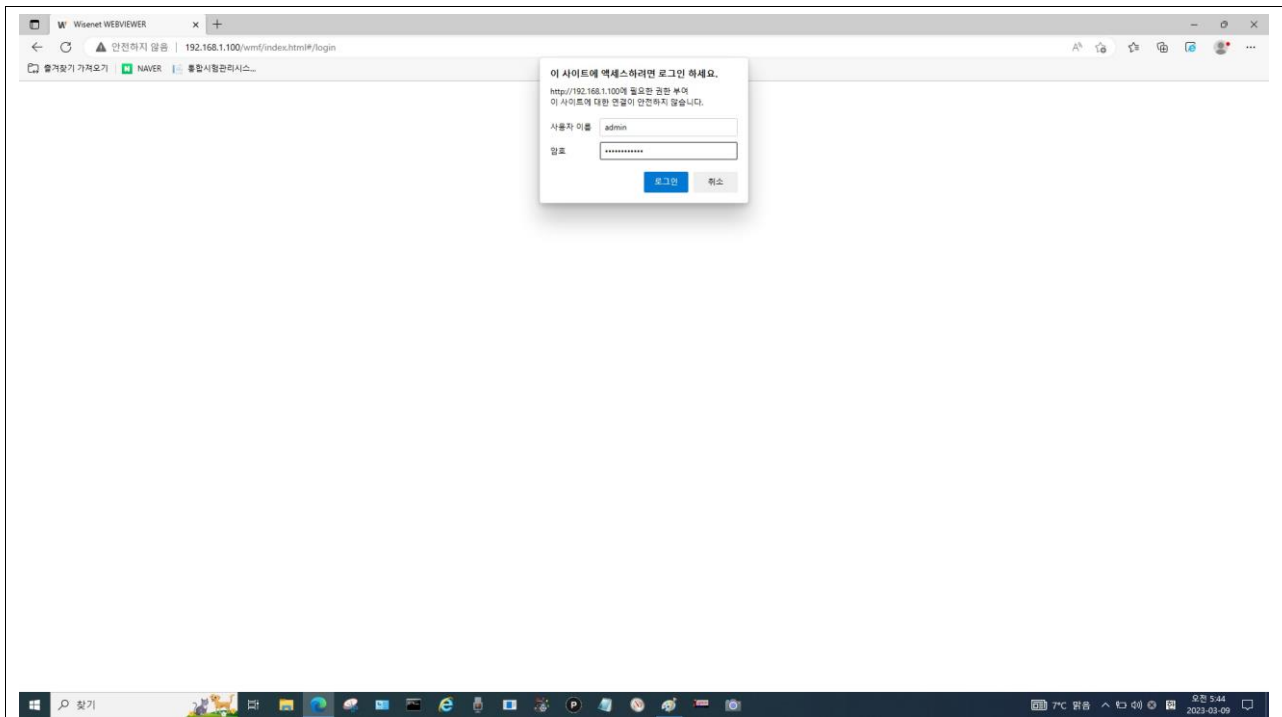 Wisenet WEBVIEWER
안전하지 않음 | 192.168.1.100/wmf/index.html#/login
즐겨찾기 가져오기 NAVER 통합시험관리시스...
이 사이트에 액세스하려면 로그인 하세요.
http://192.168.1.100에 필요한 권한 부여
이 사이트에 대한 연결이 안전하지 않습니다.
사용자 이름 admin
암호 ••••••••••••
로그인 취소
찾기
7°C 맑음
오전 5:44
2023-03-09